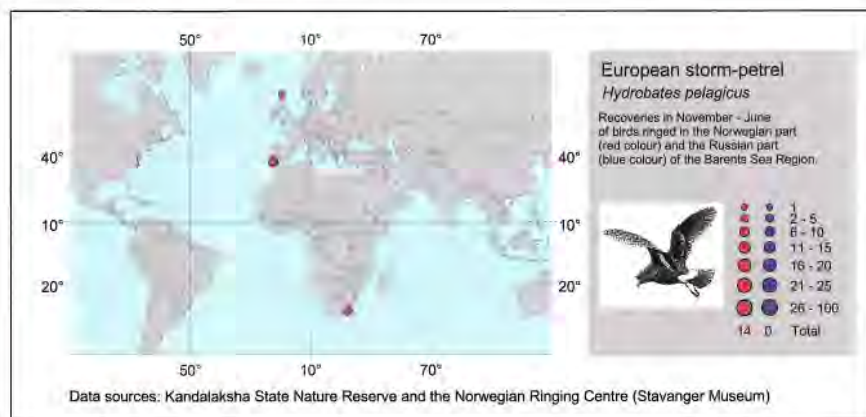 50° 10° 70°
European storm-petrel
Hydrobates pelagicus
Recoveries in November - June
of birds ringed in the Norwegian part
(red colour) and the Russian part
(blue colour) of the Barents Sea Region.
40° 40°
10° 10°
20° 20°
1
2 - 5
6 - 10
11 - 15
16 - 20
21 - 25
26 - 100
14 0 Total
50° 10° 70°
Data sources: Kandalaksha State Nature Reserve and the Norwegian Ringing Centre (Stavanger Museum)